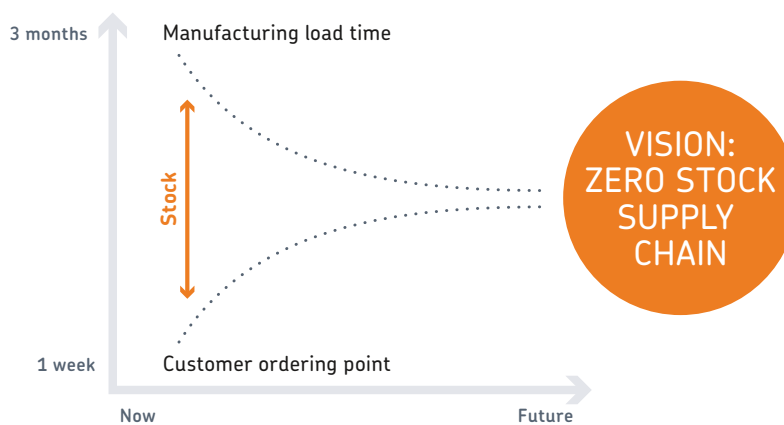 3 months
Manufacturing load time
Stock
VISION:
ZERO STOCK
SUPPLY
CHAIN
1 week
Customer ordering point
Now
Future